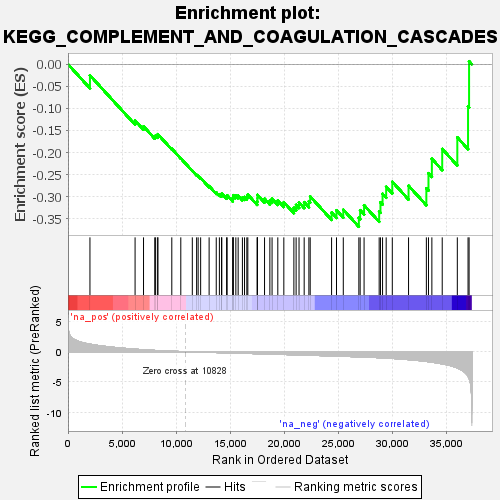 Enrichment plot:
KEGG_COMPLEMENT_AND_COAGULATION_CASCADES
Enrichment score (ES)
0.00
-0.05
-0.10
-0.15
-0.20
-0.25
-0.30
-0.35
Ranked list metric (PreRanked)
'na_pos' (positively correlated)
5
0
-5
-10
Zero cross at 10828
'na_neg' (negatively correlated)
0 5,000 10,000 15,000 20,000 25,000 30,000 35,000
Rank in Ordered Dataset
Enrichment profile Hits Ranking metric scores